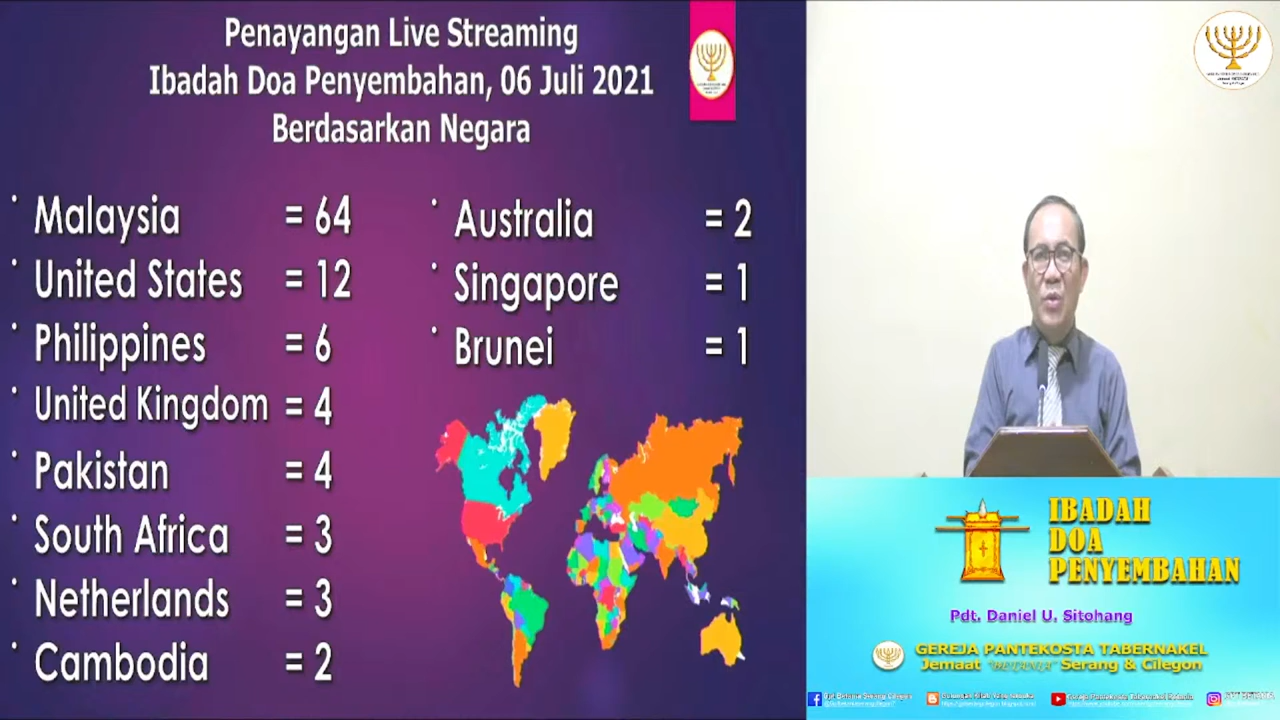 Penayangan Live Streaming
Ibadah Doa Penyembahan, 06 Juli 2021
Berdasarkan Negara
Malaysia = 64
United States = 12
Philippines = 6
United Kingdom = 4
Pakistan = 4
South Africa = 3
Netherlands = 3
Cambodia = 2
Australia = 2
Singapore = 1
Brunei = 1
IBADAH
DOA
PENYEMBAHAN
Pdt. Daniel U. Sitohang
GEREJA PANTEKOSTA TABERNAKEL
Jemaat "BETANIA" Serang & Cilegon